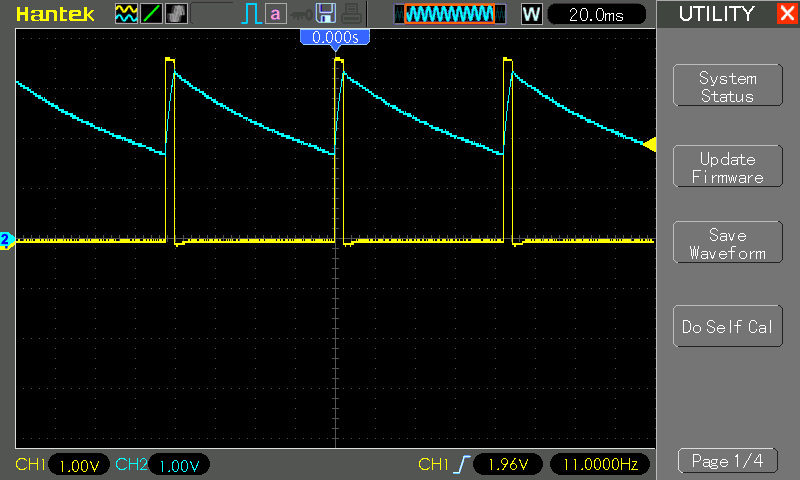 Hantek
a
W
20.0ms
UTILITY
X
0.000s
System
Status
Update
Firmware
2
Save
Waveform
Do Self Cal
CH1 1.00V CH2 1.00V CH1 1.96V 11.0000Hz
Page 1/4